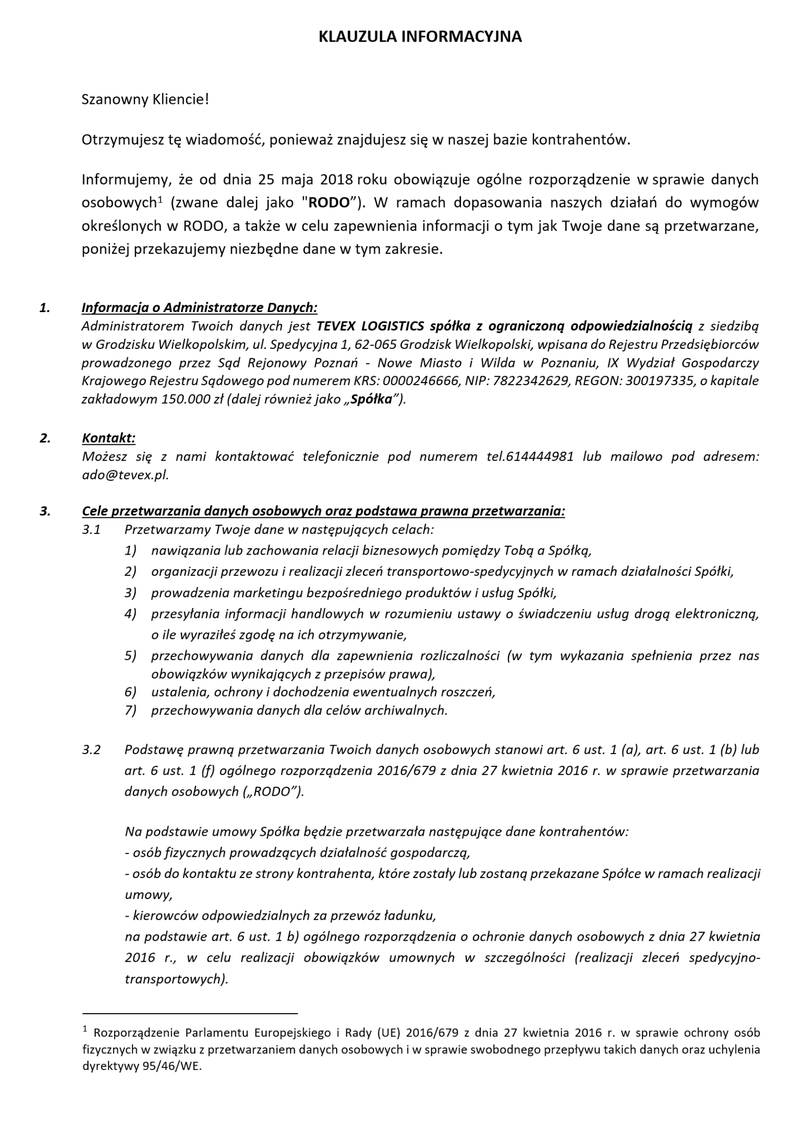 KLAUZULA INFORMACYJNA
Szanowny Kliencie!
Otrzymujesz tę wiadomość, ponieważ znajdujesz się w naszej bazie kontrahentów.
Informujemy, że od dnia 25 maja 2018 roku obowiązuje ogólne rozporządzenie w sprawie danych
osobowych¹ (zwane dalej jako "RODO”). W ramach dopasowania naszych działań do wymogów
określonych w RODO, a także w celu zapewnienia informacji o tym jak Twoje dane są przetwarzane,
poniżej przekazujemy niezbędne dane w tym zakresie.
1. Informacja o Administratorze Danych:
Administratorem Twoich danych jest TEVEX LOGISTICS spółka z ograniczoną odpowiedzialnością z siedzibą
w Grodzisku Wielkopolskim, ul. Spedycyjna 1, 62-065 Grodzisk Wielkopolski, wpisana do Rejestru Przedsiębiorców
prowadzonego przez Sąd Rejonowy Poznań - Nowe Miasto i Wilda w Poznaniu, IX Wydział Gospodarczy
Krajowego Rejestru Sądowego pod numerem KRS: 0000246666, NIP: 7822342629, REGON: 300197335, o kapitale
zakładowym 150.000 zł (dalej również jako „Spółka”).
2. Kontakt:
Możesz się z nami kontaktować telefonicznie pod numerem tel.614444981 lub mailowo pod adresem:
ado@tevex.pl.
3. Cele przetwarzania danych osobowych oraz podstawa prawna przetwarzania:
3.1 Przetwarzamy Twoje dane w następujących celach:
1) nawiązania lub zachowania relacji biznesowych pomiędzy Tobą a Spółką,
2) organizacji przewozu i realizacji zleceń transportowo-spedycyjnych w ramach działalności Spółki,
3) prowadzenia marketingu bezpośredniego produktów i usług Spółki,
4) przesyłania informacji handlowych w rozumieniu ustawy o świadczeniu usług drogą elektroniczną,
o ile wyraziłeś zgodę na ich otrzymywanie,
5) przechowywania danych dla zapewnienia rozliczalności (w tym wykazania spełnienia przez nas
obowiązków wynikających z przepisów prawa),
6) ustalenia, ochrony i dochodzenia ewentualnych roszczeń,
7) przechowywania danych dla celów archiwalnych.
3.2 Podstawę prawną przetwarzania Twoich danych osobowych stanowi art. 6 ust. 1 (a), art. 6 ust. 1 (b) lub
art. 6 ust. 1 (f) ogólnego rozporządzenia 2016/679 z dnia 27 kwietnia 2016 r. w sprawie przetwarzania
danych osobowych („RODO”).
Na podstawie umowy Spółka będzie przetwarzała następujące dane kontrahentów:
- osób fizycznych prowadzących działalność gospodarczą,
- osób do kontaktu ze strony kontrahenta, które zostały lub zostaną przekazane Spółce w ramach realizacji
umowy,
- kierowców odpowiedzialnych za przewóz ładunku,
na podstawie art. 6 ust. 1 b) ogólnego rozporządzenia o ochronie danych osobowych z dnia 27 kwietnia
2016 r., w celu realizacji obowiązków umownych w szczególności (realizacji zleceń spedycyjno-
transportowych).
¹ Rozporządzenie Parlamentu Europejskiego i Rady (UE) 2016/679 z dnia 27 kwietnia 2016 r. w sprawie ochrony osób
fizycznych w związku z przetwarzaniem danych osobowych i w sprawie swobodnego przepływu takich danych oraz uchylenia
dyrektywy 95/46/WE.